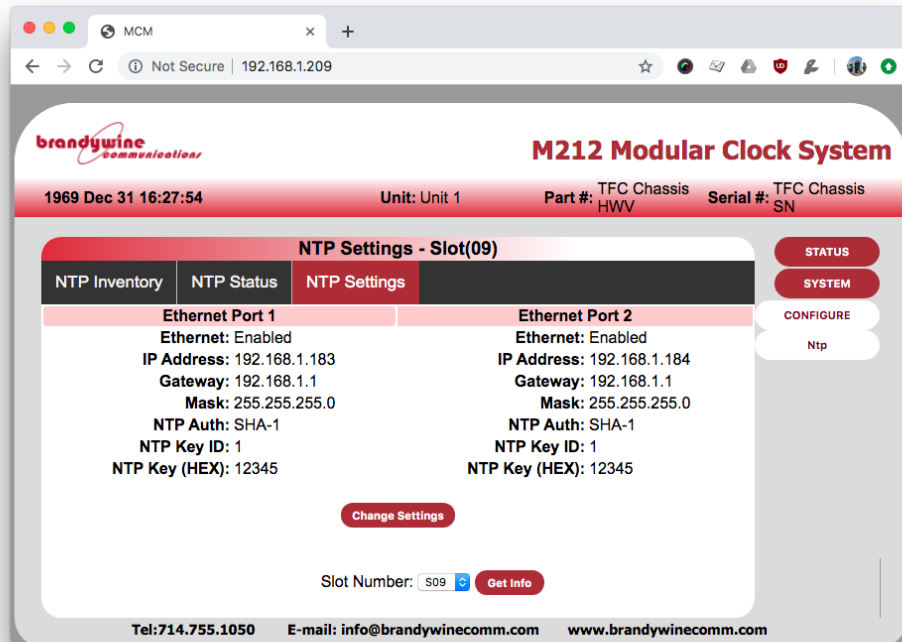 MCM
Not Secure | 192.168.1.209
brandywine
communications
M212 Modular Clock System
1969 Dec 31 16:27:54 Unit: Unit 1 Part #: TFC Chassis HWV Serial #: TFC Chassis SN
NTP Settings - Slot(09)
STATUS
NTP Inventory NTP Status NTP Settings
SYSTEM
Ethernet Port 1 Ethernet Port 2
CONFIGURE
Ethernet: Enabled Ethernet: Enabled
Ntp
IP Address: 192.168.1.183 IP Address: 192.168.1.184
Gateway: 192.168.1.1 Gateway: 192.168.1.1
Mask: 255.255.255.0 Mask: 255.255.255.0
NTP Auth: SHA-1 NTP Auth: SHA-1
NTP Key ID: 1 NTP Key ID: 1
NTP Key (HEX): 12345 NTP Key (HEX): 12345
Change Settings
Slot Number: S09 Get Info
Tel:714.755.1050 E-mail: info@brandywinecomm.com www.brandywinecomm.com